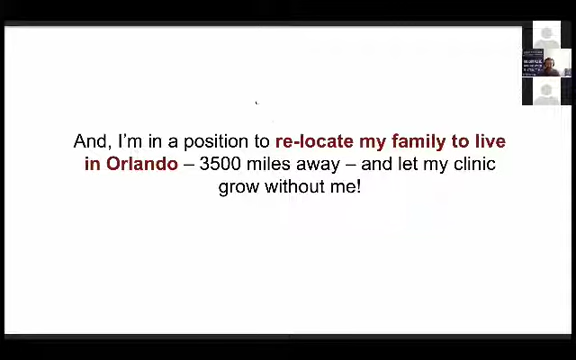 And, I'm in a position to re-locate my family to live
in Orlando – 3500 miles away – and let my clinic
grow without me!